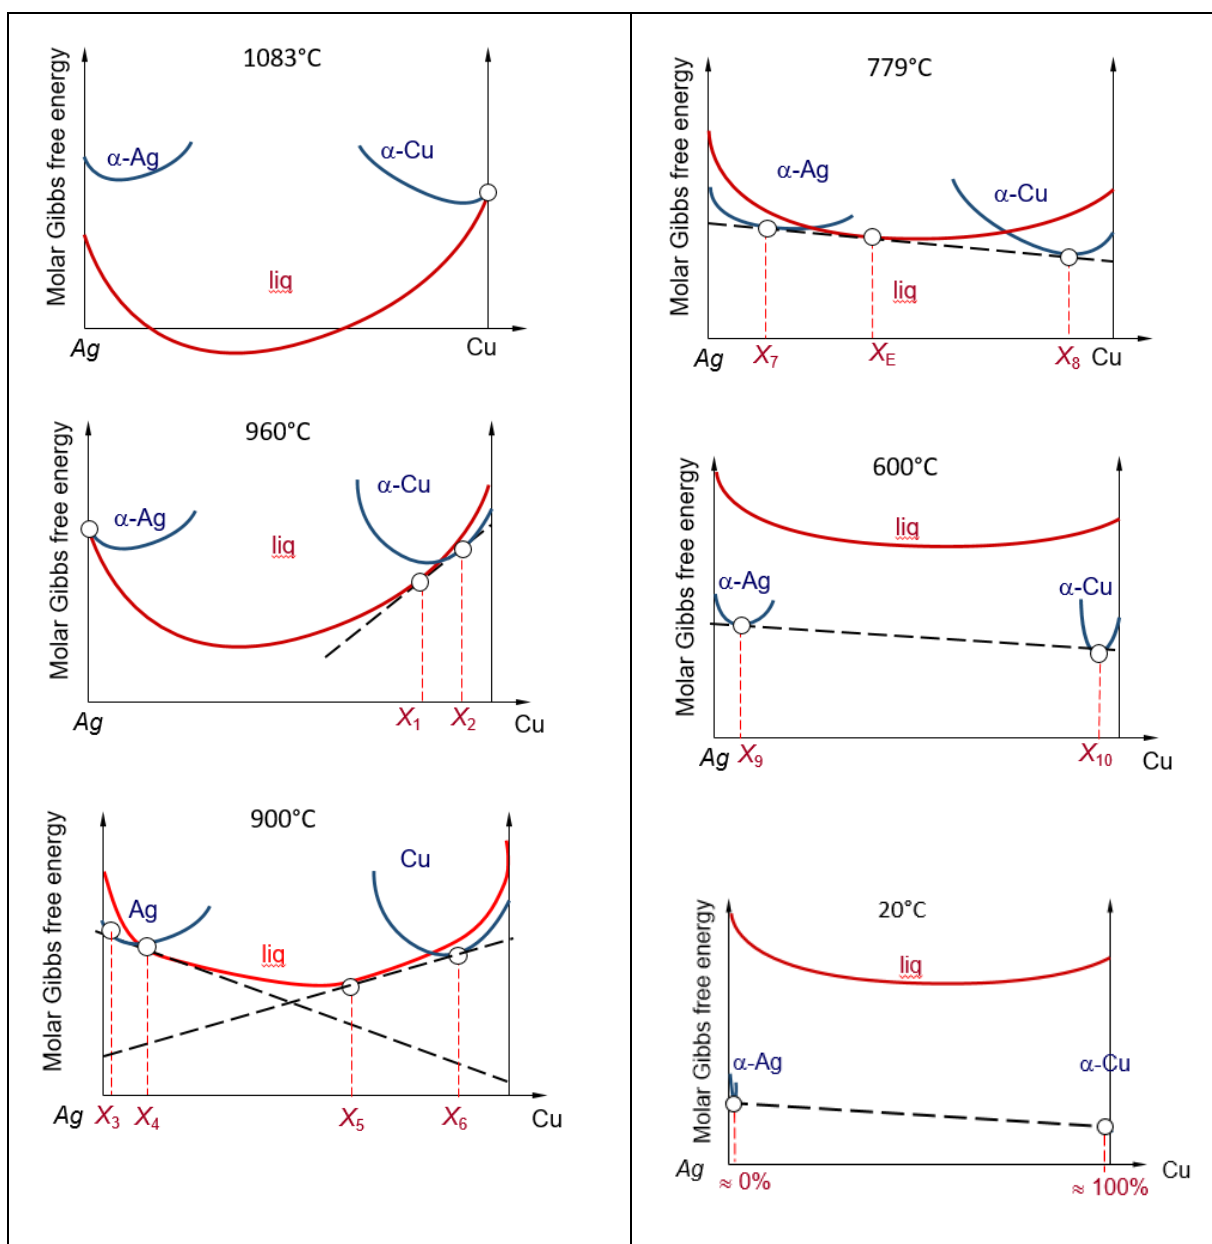 1083°C
Molar Gibbs free energy
α-Ag
α-Cu
liq
Ag
Cu
960°C
Molar Gibbs free energy
α-Ag
α-Cu
liq
Ag
X1
X2
Cu
900°C
Molar Gibbs free energy
Ag
Cu
liq
Ag
X3
X4
X5
X6
Cu
779°C
Molar Gibbs free energy
α-Ag
α-Cu
liq
Ag
X7
XE
X8
Cu
600°C
Molar Gibbs free energy
liq
α-Ag
α-Cu
Ag
X9
X10
Cu
20°C
Molar Gibbs free energy
liq
α-Ag
α-Cu
Ag
≈ 0%
≈ 100%
Cu